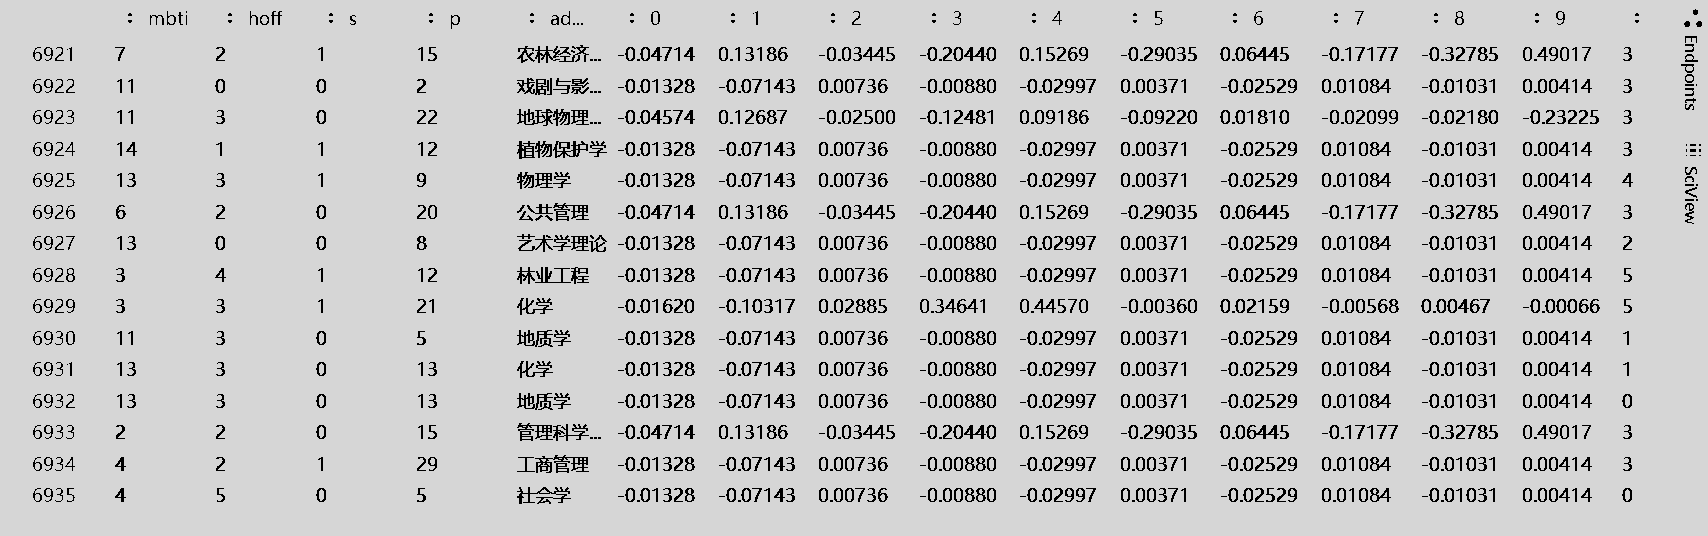 : mbti : hoff : s : p : ad... : 0 : 1 : 2 : 3 : 4 : 5 : 6 : 7 : 8 : 9 :
6921 7 2 1 15 农林经济... -0.04714 0.13186 -0.03445 -0.20440 0.15269 -0.29035 0.06445 -0.17177 -0.32785 0.49017 3
6922 11 0 0 2 戏剧与影... -0.01328 -0.07143 0.00736 -0.00880 -0.02997 0.00371 -0.02529 0.01084 -0.01031 0.00414 3
6923 11 3 0 22 地球物理... -0.04574 0.12687 -0.02500 -0.12481 0.09186 -0.09220 0.01810 -0.02099 -0.02180 -0.23225 3
6924 14 1 1 12 植物保护学 -0.01328 -0.07143 0.00736 -0.00880 -0.02997 0.00371 -0.02529 0.01084 -0.01031 0.00414 3
6925 13 3 1 9 物理学 -0.01328 -0.07143 0.00736 -0.00880 -0.02997 0.00371 -0.02529 0.01084 -0.01031 0.00414 4
6926 6 2 0 20 公共管理 -0.04714 0.13186 -0.03445 -0.20440 0.15269 -0.29035 0.06445 -0.17177 -0.32785 0.49017 3
6927 13 0 0 8 艺术学理论 -0.01328 -0.07143 0.00736 -0.00880 -0.02997 0.00371 -0.02529 0.01084 -0.01031 0.00414 2
6928 3 4 1 12 林业工程 -0.01328 -0.07143 0.00736 -0.00880 -0.02997 0.00371 -0.02529 0.01084 -0.01031 0.00414 5
6929 3 3 1 21 化学 -0.01620 -0.10317 0.02885 0.34641 0.44570 -0.00360 0.02159 -0.00568 0.00467 -0.00066 5
6930 11 3 0 5 地质学 -0.01328 -0.07143 0.00736 -0.00880 -0.02997 0.00371 -0.02529 0.01084 -0.01031 0.00414 1
6931 13 3 0 13 化学 -0.01328 -0.07143 0.00736 -0.00880 -0.02997 0.00371 -0.02529 0.01084 -0.01031 0.00414 1
6932 13 3 0 13 地质学 -0.01328 -0.07143 0.00736 -0.00880 -0.02997 0.00371 -0.02529 0.01084 -0.01031 0.00414 0
6933 2 2 0 15 管理科学... -0.04714 0.13186 -0.03445 -0.20440 0.15269 -0.29035 0.06445 -0.17177 -0.32785 0.49017 3
6934 4 2 1 29 工商管理 -0.01328 -0.07143 0.00736 -0.00880 -0.02997 0.00371 -0.02529 0.01084 -0.01031 0.00414 3
6935 4 5 0 5 社会学 -0.01328 -0.07143 0.00736 -0.00880 -0.02997 0.00371 -0.02529 0.01084 -0.01031 0.00414 0
Endpoints
SciView